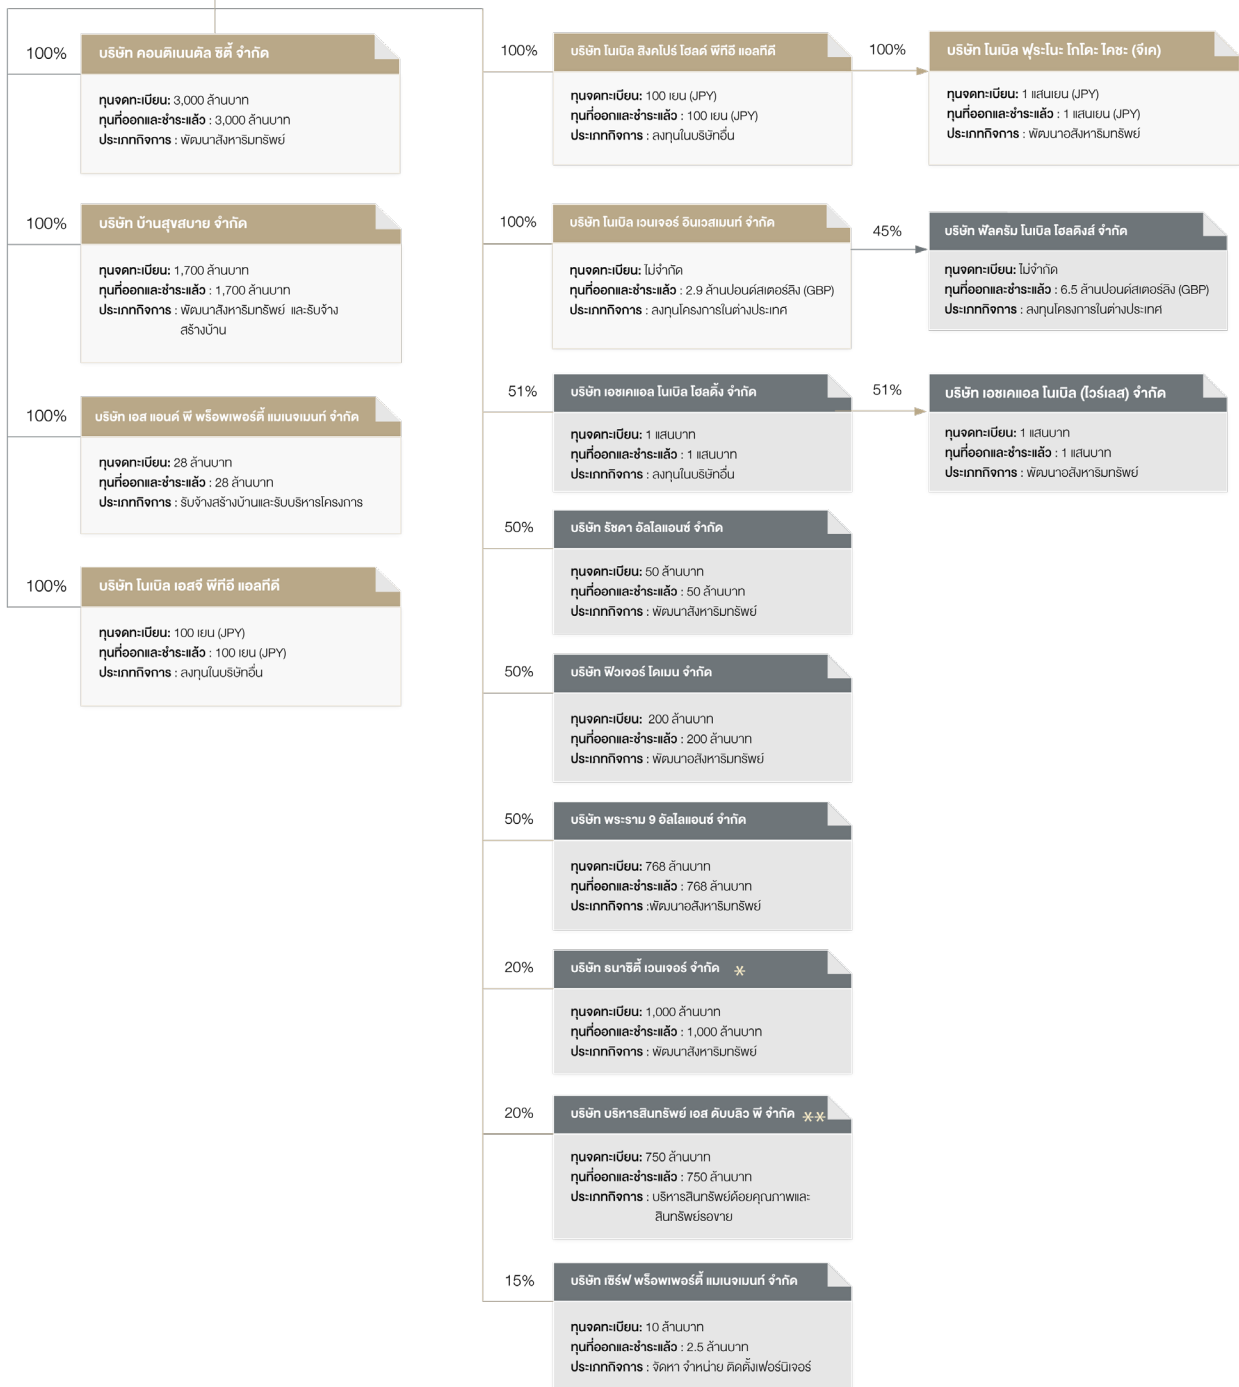 100%
บริษัท คอนติเนนตัล ซิตี้ จำกัด
ทุนจดทะเบียน: 3,000 ล้านบาท
ทุนที่ออกและชำระแล้ว : 3,000 ล้านบาท
ประเภทกิจการ : พัฒนาสังหาริมทรัพย์
100%
บริษัท บ้านสุขสบาย จำกัด
ทุนจดทะเบียน: 1,700 ล้านบาท
ทุนที่ออกและชำระแล้ว : 1,700 ล้านบาท
ประเภทกิจการ : พัฒนาสังหาริมทรัพย์ และรับจ้าง
สร้างบ้าน
100%
บริษัท เอส แอนด์ พี พร็อพเพอร์ตี้ แมเนจเมนท์ จำกัด
ทุนจดทะเบียน: 28 ล้านบาท
ทุนที่ออกและชำระแล้ว : 28 ล้านบาท
ประเภทกิจการ : รับจ้างสร้างบ้านและรับบริหารโครงการ
100%
บริษัท โนเบิล เอสจี พีทีอี แอลทีดี
ทุนจดทะเบียน: 100 เยน (JPY)
ทุนที่ออกและชำระแล้ว : 100 เยน (JPY)
ประเภทกิจการ : ลงทุนในบริษัทอื่น
100%
บริษัท โนเบิล สิงคโปร์ โฮลด์ พีทีอี แอลทีดี
ทุนจดทะเบียน: 100 เยน (JPY)
ทุนที่ออกและชำระแล้ว : 100 เยน (JPY)
ประเภทกิจการ : ลงทุนในบริษัทอื่น
100%
บริษัท โนเบิล ฟุระโนะ โกโดะ ไคชะ (จีเค)
ทุนจดทะเบียน: 1 แสนเยน (JPY)
ทุนที่ออกและชำระแล้ว : 1 แสนเยน (JPY)
ประเภทกิจการ : พัฒนาอสังหาริมทรัพย์
100%
บริษัท โนเบิล เวนเจอร์ อินเวสเมนท์ จำกัด
ทุนจดทะเบียน: ไม่จำกัด
ทุนที่ออกและชำระแล้ว : 2.9 ล้านปอนด์สเตอร์ลิง (GBP)
ประเภทกิจการ : ลงทุนโครงการในต่างประเทศ
45%
บริษัท ฟัลครัม โนเบิล โฮลดิงส์ จำกัด
ทุนจดทะเบียน: ไม่จำกัด
ทุนที่ออกและชำระแล้ว : 6.5 ล้านปอนด์สเตอร์ลิง (GBP)
ประเภทกิจการ : ลงทุนโครงการในต่างประเทศ
51%
บริษัท เอชเคแอล โนเบิล โฮลดิ้ง จำกัด
ทุนจดทะเบียน: 1 แสนบาท
ทุนที่ออกและชำระแล้ว : 1 แสนบาท
ประเภทกิจการ : ลงทุนในบริษัทอื่น
51%
บริษัท เอชเคแอล โนเบิล (ไวร์เลส) จำกัด
ทุนจดทะเบียน: 1 แสนบาท
ทุนที่ออกและชำระแล้ว : 1 แสนบาท
ประเภทกิจการ : พัฒนาอสังหาริมทรัพย์
50%
บริษัท รัชดา อัลไลแอนซ์ จำกัด
ทุนจดทะเบียน: 50 ล้านบาท
ทุนที่ออกและชำระแล้ว : 50 ล้านบาท
ประเภทกิจการ : พัฒนาสังหาริมทรัพย์
50%
บริษัท ฟิวเจอร์ โดเมน จำกัด
ทุนจดทะเบียน: 200 ล้านบาท
ทุนที่ออกและชำระแล้ว : 200 ล้านบาท
ประเภทกิจการ : พัฒนาอสังหาริมทรัพย์
50%
บริษัท พระราม 9 อัลไลแอนซ์ จำกัด
ทุนจดทะเบียน: 768 ล้านบาท
ทุนที่ออกและชำระแล้ว : 768 ล้านบาท
ประเภทกิจการ :พัฒนาอสังหาริมทรัพย์
20%
บริษัท ธนาซิตี้ เวนเจอร์ จำกัด *
ทุนจดทะเบียน: 1,000 ล้านบาท
ทุนที่ออกและชำระแล้ว : 1,000 ล้านบาท
ประเภทกิจการ : พัฒนาสังหาริมทรัพย์
20%
บริษัท บริหารสินทรัพย์ เอส ดับบลิว พี จำกัด **
ทุนจดทะเบียน: 750 ล้านบาท
ทุนที่ออกและชำระแล้ว : 750 ล้านบาท
ประเภทกิจการ : บริหารสินทรัพย์ด้อยคุณภาพและ
สินทรัพย์รอขาย
15%
บริษัท เซิร์ฟ พร็อพเพอร์ตี้ แมเนจเมนท์ จำกัด
ทุนจดทะเบียน: 10 ล้านบาท
ทุนที่ออกและชำระแล้ว : 2.5 ล้านบาท
ประเภทกิจการ : จัดหา จำหน่าย ติดตั้งเฟอร์นิเจอร์